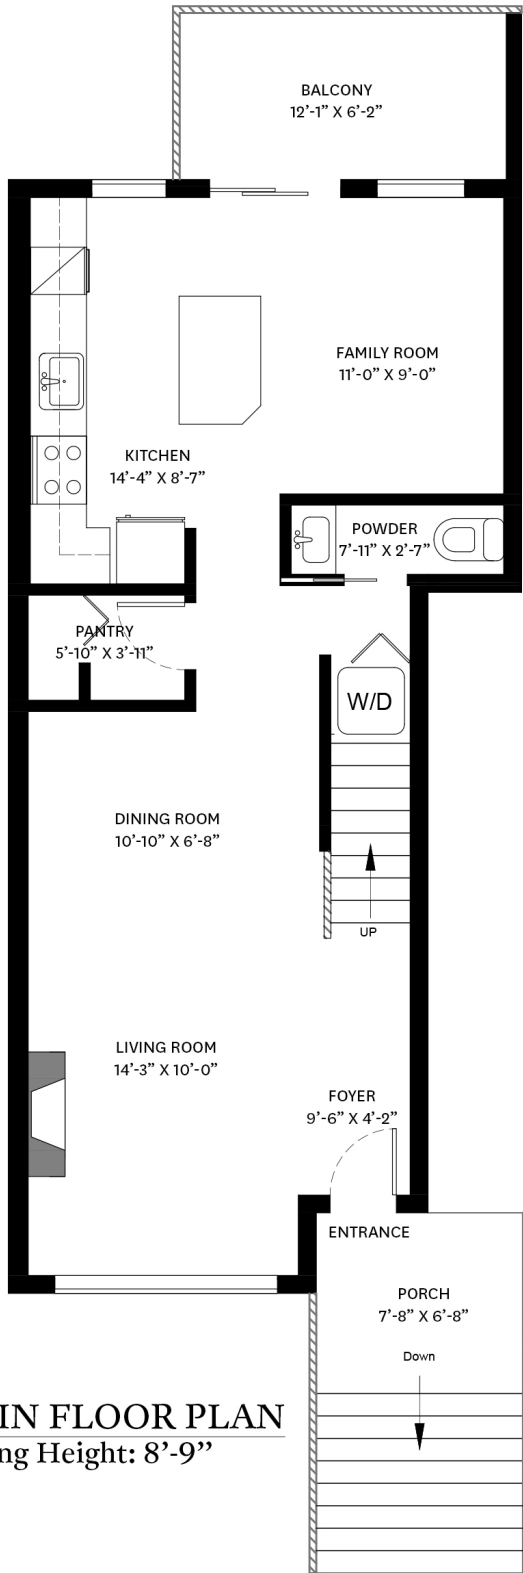 BALCONY
12'-1" X 6'-2"
FAMILY ROOM
11'-0" X 9'-0"
KITCHEN
14'-4" X 8'-7"
POWDER
7'-11" X 2'-7"
PANTRY
5'-10" X 3'-11"
W/D
DINING ROOM
10'-10" X 6'-8"
UP
LIVING ROOM
14'-3" X 10'-0"
FOYER
9'-6" X 4'-2"
ENTRANCE
PORCH
7'-8" X 6'-8"
Down
IN FLOOR PLAN
ng Height: 8'-9"